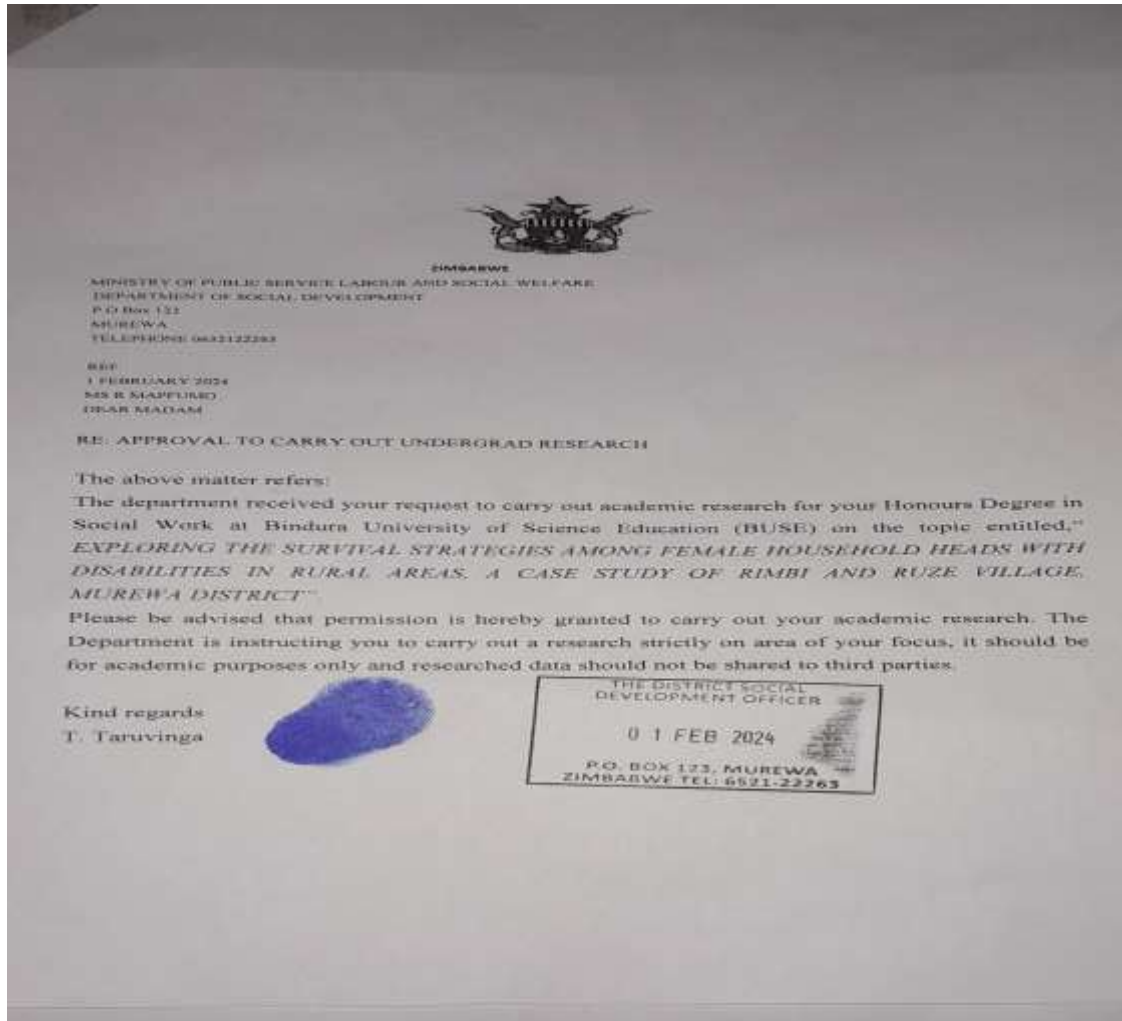 ZIMBABWE
MINISTRY OF PUBLIC SERVICE LABOUR AND SOCIAL WELFARE
DEPARTMENT OF SOCIAL DEVELOPMENT
P O Box
MUREWA
TELEPHONE
REF
1 FEBRUARY 2024
MS R MAPFUMO
DEAR MADAM
RE: APPROVAL TO CARRY OUT UNDERGRAD RESEARCH
The above matter refers:
The department received your request to carry out academic research for your Honours Degree in
Social Work at Bindura University of Science Education (BUSE) on the topic entitled,"
EXPLORING THE SURVIVAL STRATEGIES AMONG FEMALE HOUSEHOLD HEADS WITH
DISABILITIES IN RURAL AREAS. A CASE STUDY OF RIMBI AND RUZE VILLAGE,
MUREWA DISTRICT"
Please be advised that permission is hereby granted to carry out your academic research. The
Department is instructing you to carry out a research strictly on area of your focus, it should be
for academic purposes only and researched data should not be shared to third parties.
Kind regards
T. Taruvinga
THE DISTRICT SOCIAL
DEVELOPMENT OFFICER
0 1 FEB 2024
P.O. BOX 123, MUREWA
ZIMBABWE TEL: 6521-22263